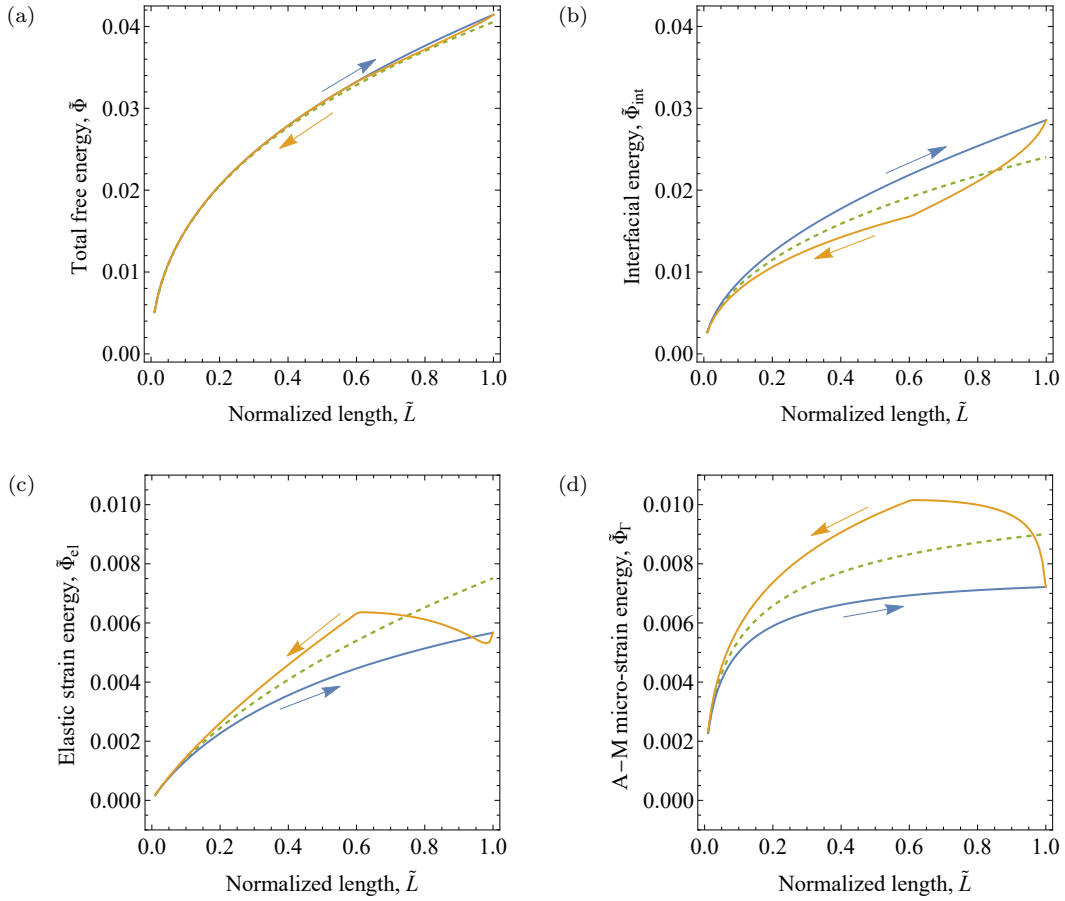 (a)
Total free energy, Φ̃
0.04
0.03
0.02
0.01
0.00
0.0 0.2 0.4 0.6 0.8 1.0
Normalized length, L̃
(b)
Interfacial energy, Φ̃int
0.04
0.03
0.02
0.01
0.00
0.0 0.2 0.4 0.6 0.8 1.0
Normalized length, L̃
(c)
Elastic strain energy, Φ̃el
0.010
0.008
0.006
0.004
0.002
0.000
0.0 0.2 0.4 0.6 0.8 1.0
Normalized length, L̃
(d)
A−M micro-strain energy, Φ̃Γ
0.010
0.008
0.006
0.004
0.002
0.000
0.0 0.2 0.4 0.6 0.8 1.0
Normalized length, L̃